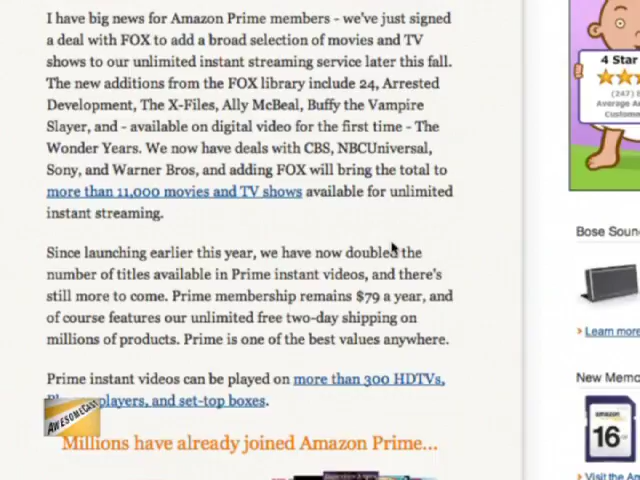 I have big news for Amazon Prime members - we've just signed
a deal with FOX to add a broad selection of movies and TV
shows to our unlimited instant streaming service later this fall.
The new additions from the FOX library include 24, Arrested
Development, The X-Files, Ally McBeal, Buffy the Vampire
Slayer, and - available on digital video for the first time - The
Wonder Years. We now have deals with CBS, NBCUniversal,
Sony, and Warner Bros, and adding FOX will bring the total to
more than 11,000 movies and TV shows available for unlimited
instant streaming.
Since launching earlier this year, we have now doubled the
number of titles available in Prime instant videos, and there's
still more to come. Prime membership remains $79 a year, and
of course features our unlimited free two-day shipping on
millions of products. Prime is one of the best values anywhere.
Prime instant videos can be played on more than 300 HDTVs,
players, and set-top boxes.
AWESOMECAST
Millions have already joined Amazon Prime...
4 Star
(247)
Average
Custome
Bose Soun
> Learn more
New Memo
amazon
16
> Visit the